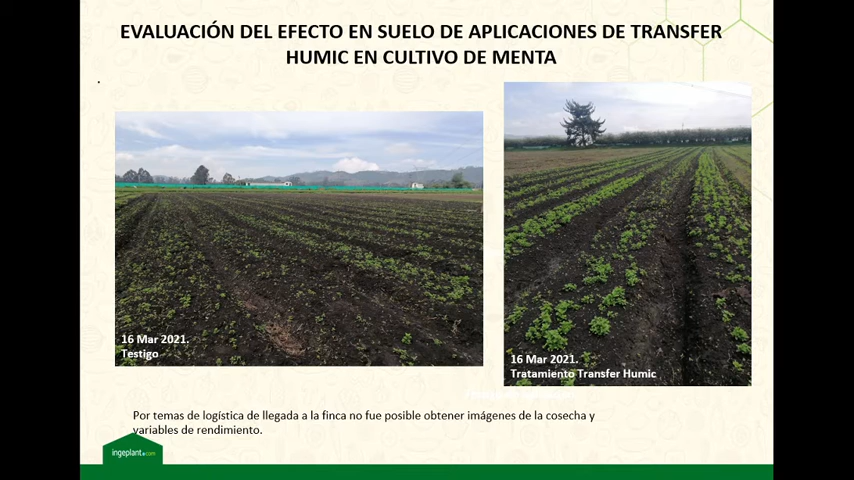 EVALUACIÓN DEL EFECTO EN SUELO DE APLICACIONES DE TRANSFER
HUMIC EN CULTIVO DE MENTA
16 Mar 2021.
Testigo
16 Mar 2021.
Tratamiento Transfer Humic
Por temas de logística de llegada a la finca no fue posible obtener imágenes de la cosecha y
variables de rendimiento.
ingeplant.com